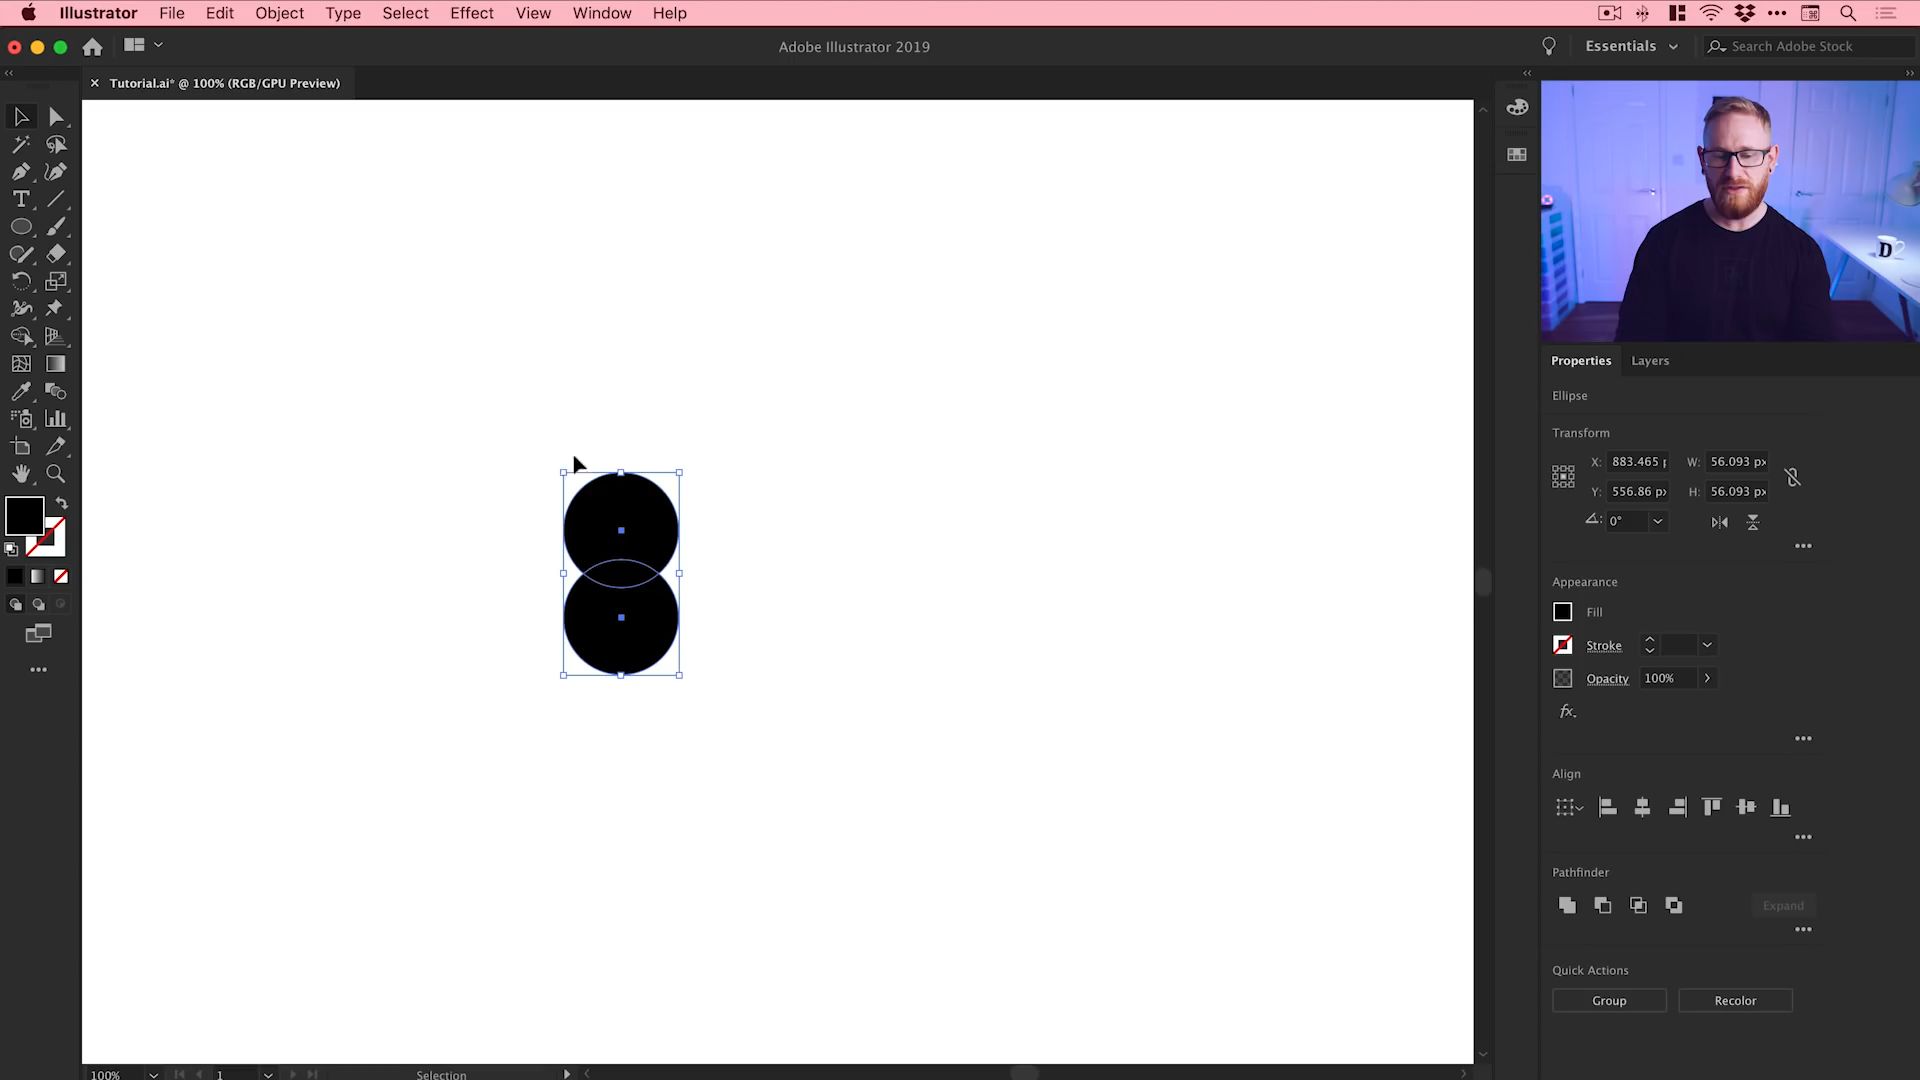 Illustrator File Edit Object Type Select Effect View Window Help
Adobe Illustrator 2019
Essentials
Search Adobe Stock
Tutorial.ai* @ 100% (RGB/GPU Preview)
D
Properties Layers
Ellipse
Transform
X: 883.465 p W: 56.093 px
Y: 556.86 px H: 56.093 px
0°
Appearance
Fill
Stroke
Opacity 100%
fx.
Align
Pathfinder
Expand
Quick Actions
Group Recolor
100% 1 Selection